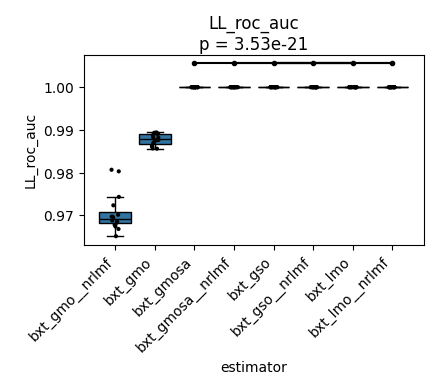 LL_roc_auc
p = 3.53e-21
LL_roc_auc
1.00
0.99
0.98
0.97
bxt_gmo__nrlmf
bxt_gmo
bxt_gmosa
bxt_gmosa__nrlmf
bxt_gso
bxt_gso__nrlmf
bxt_lmo
bxt_lmo__nrlmf
estimator